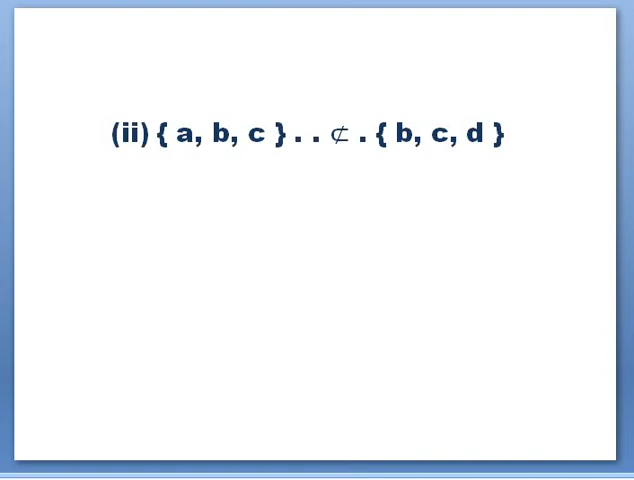 (ii) { a, b, c } . . ⊄ . { b, c, d }